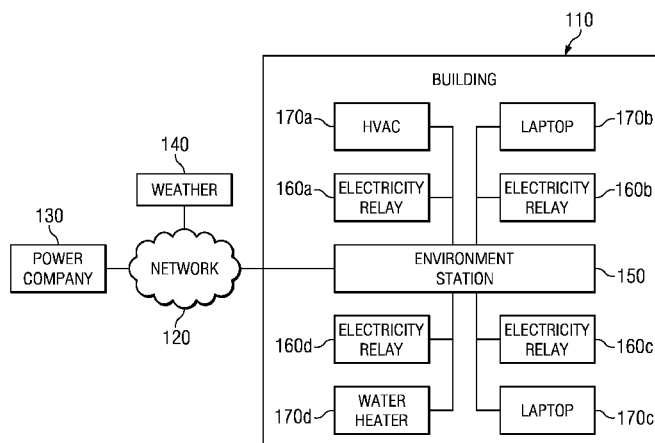 110
BUILDING
170a
HVAC
LAPTOP
170b
140
WEATHER
160a
ELECTRICITY
RELAY
ELECTRICITY
RELAY
160b
130
POWER
COMPANY
NETWORK
120
ENVIRONMENT
STATION
150
160d
ELECTRICITY
RELAY
ELECTRICITY
RELAY
160c
170d
WATER
HEATER
LAPTOP
170c